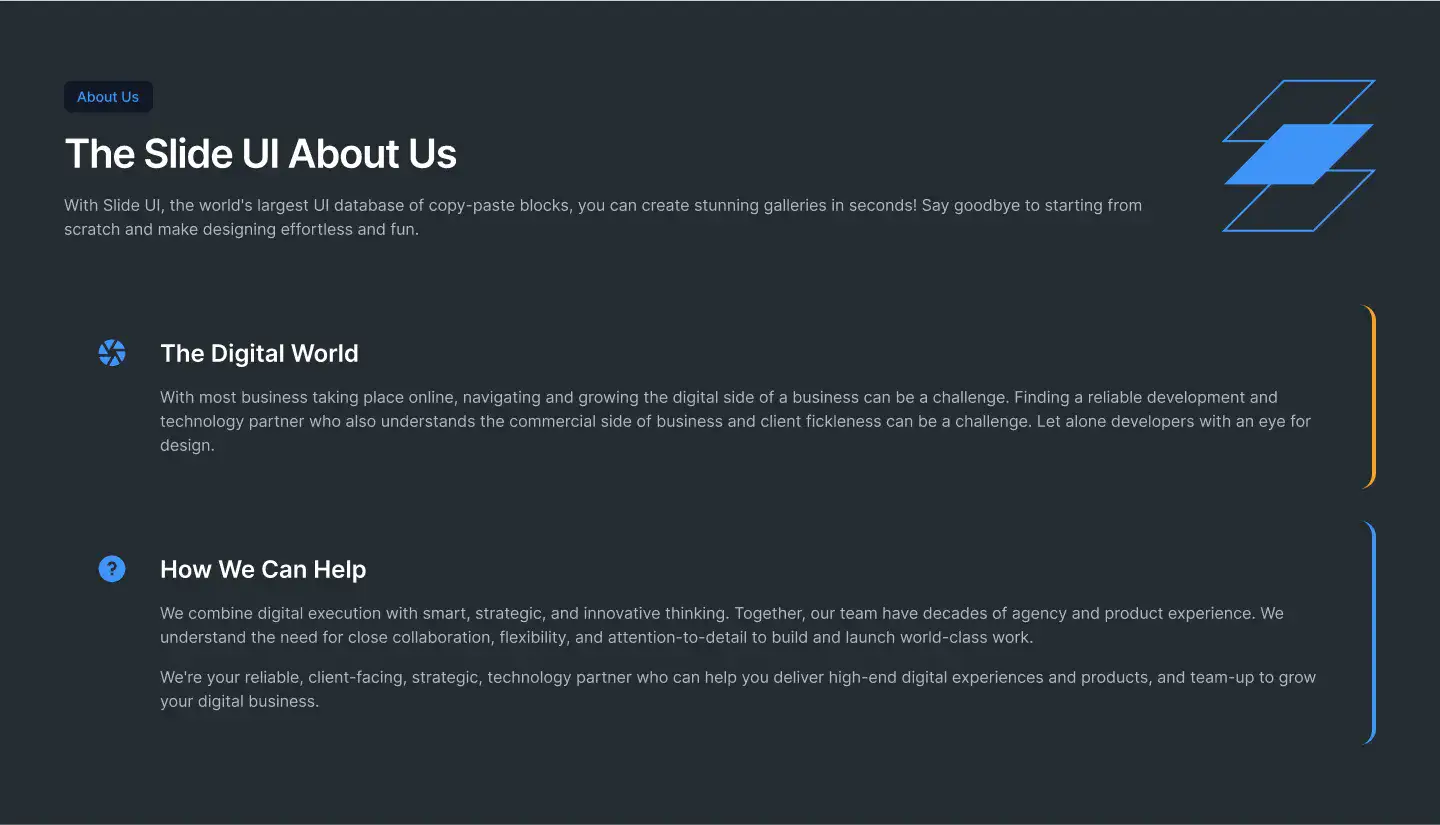 About Us
The Slide UI About Us
With Slide UI, the world's largest UI database of copy-paste blocks, you can create stunning galleries in seconds! Say goodbye to starting from
scratch and make designing effortless and fun.
The Digital World
With most business taking place online, navigating and growing the digital side of a business can be a challenge. Finding a reliable development and
technology partner who also understands the commercial side of business and client fickleness can be a challenge. Let alone developers with an eye for
design.
?
How We Can Help
We combine digital execution with smart, strategic, and innovative thinking. Together, our team have decades of agency and product experience. We
understand the need for close collaboration, flexibility, and attention-to-detail to build and launch world-class work.
We're your reliable, client-facing, strategic, technology partner who can help you deliver high-end digital experiences and products, and team-up to grow
your digital business.